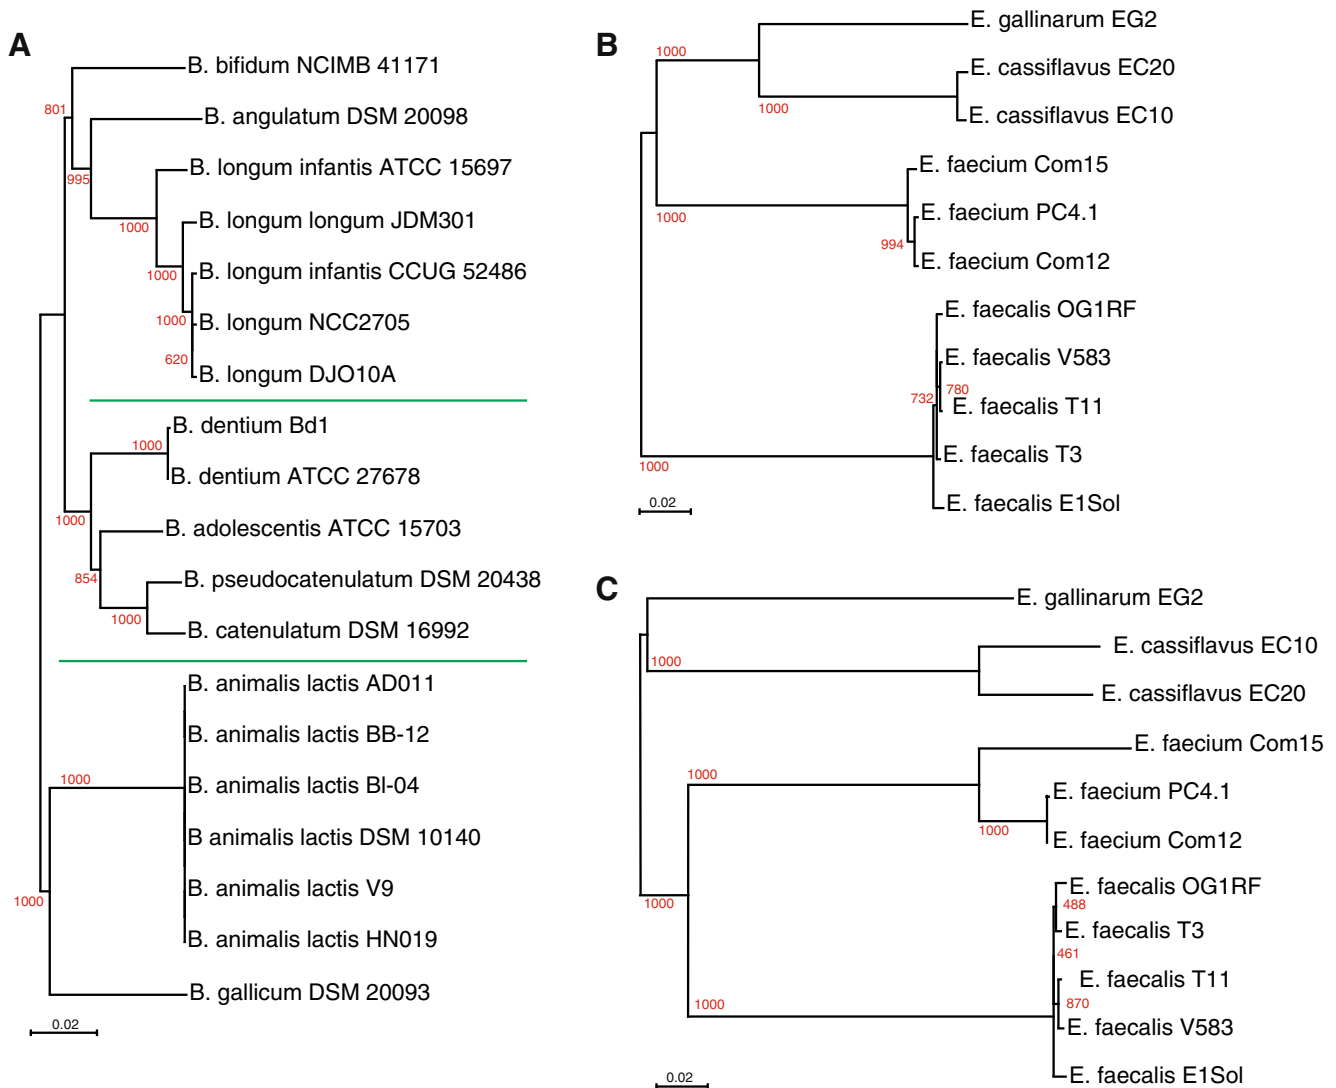 A
B. bifidum NCIMB 41171
801
B. angulatum DSM 20098
995
B. longum infantis ATCC 15697
1000
B. longum longum JDM301
1000
B. longum infantis CCUG 52486
1000
B. longum NCC2705
620
B. longum DJO10A
B. dentium Bd1
1000
B. dentium ATCC 27678
1000
B. adolescentis ATCC 15703
854
B. pseudocatenulatum DSM 20438
1000
B. catenulatum DSM 16992
B. animalis lactis AD011
B. animalis lactis BB-12
1000
B. animalis lactis Bl-04
B animalis lactis DSM 10140
B. animalis lactis V9
1000
B. animalis lactis HN019
B. gallicum DSM 20093
0.02
B
E. gallinarum EG2
1000
E. cassiflavus EC20
1000
E. cassiflavus EC10
E. faecium Com15
1000
E. faecium PC4.1
994
E. faecium Com12
E. faecalis OG1RF
E. faecalis V583
780
732
E. faecalis T11
E. faecalis T3
1000
E. faecalis E1Sol
0.02
C
E. gallinarum EG2
E. cassiflavus EC10
1000
E. cassiflavus EC20
E. faecium Com15
1000
E. faecium PC4.1
1000
E. faecium Com12
E. faecalis OG1RF
1000
488
E. faecalis T3
461
E. faecalis T11
1000
870
E. faecalis V583
E. faecalis E1Sol
0.02